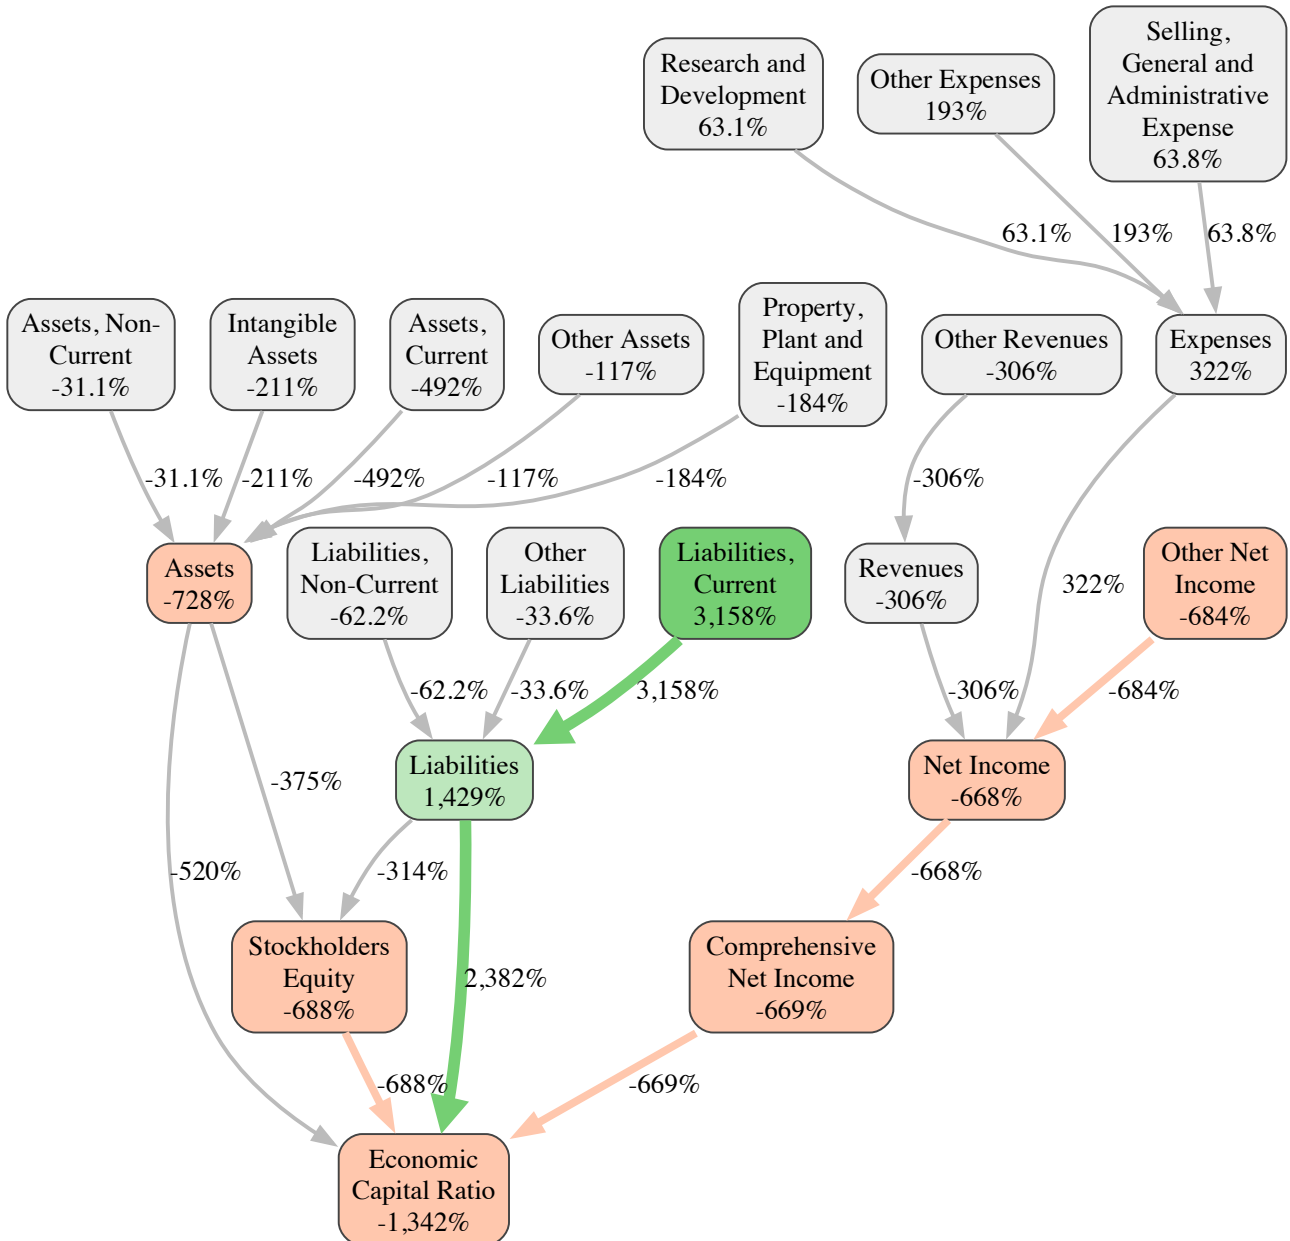 Research and
Development
63.1%
Other Expenses
193%
Selling,
General and
Administrative
Expense
63.8%
63.1%
193%
63.8%
Assets, Non-
Current
-31.1%
Intangible
Assets
-211%
Assets,
Current
-492%
Other Assets
-117%
Property,
Plant and
Equipment
-184%
Other Revenues
-306%
Expenses
322%
-31.1%
-211%
-492%
-117%
-184%
-306%
Assets
-728%
Liabilities,
Non-Current
-62.2%
Other
Liabilities
-33.6%
Liabilities,
Current
3,158%
Revenues
-306%
322%
Other Net
Income
-684%
-62.2%
-33.6%
3,158%
-306%
-684%
-375%
Liabilities
1,429%
Net Income
-668%
-520%
-314%
-668%
Stockholders
Equity
-688%
2,382%
Comprehensive
Net Income
-669%
-688%
-669%
Economic
Capital Ratio
-1,342%